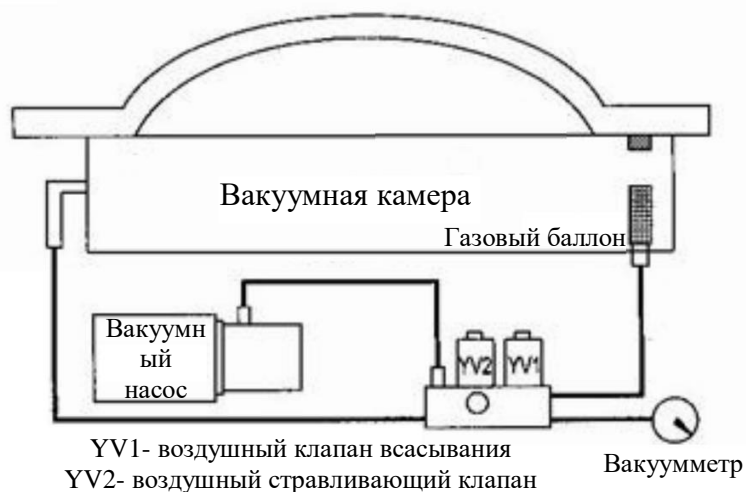 Вакуумная камера
Газовый баллон
Вакуумн
ый
насос
YV2
YV1
YV1- воздушный клапан всасывания
YV2- воздушный стравливающий клапан
Вакуумметр